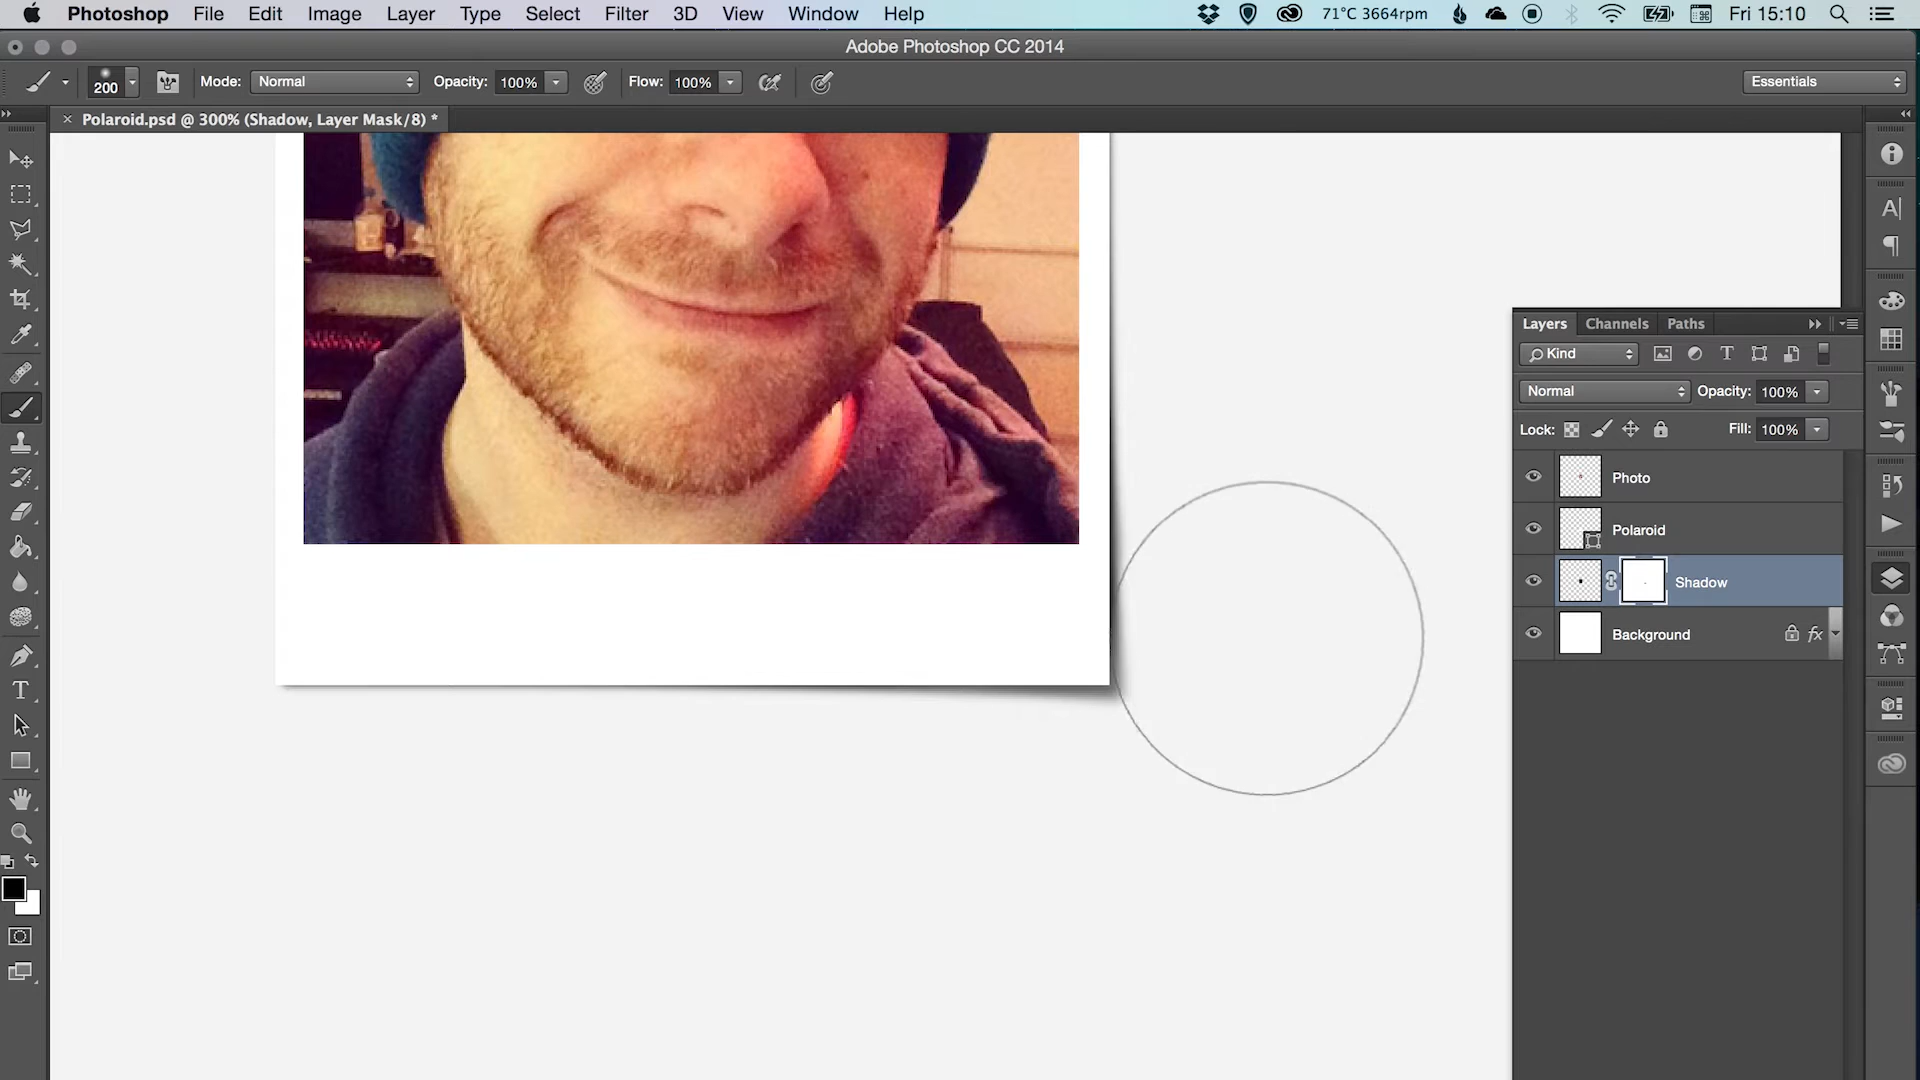 Photoshop File Edit Image Layer Type Select Filter 3D View Window Help 71°C 3664rpm Fri 15:10
Adobe Photoshop CC 2014
200 Mode: Normal Opacity: 100% Flow: 100% Essentials
× Polaroid.psd @ 300% (Shadow, Layer Mask/8) *
Layers Channels Paths
Kind
Normal Opacity: 100%
Lock: Fill: 100%
Photo
Polaroid
Shadow
Background fx